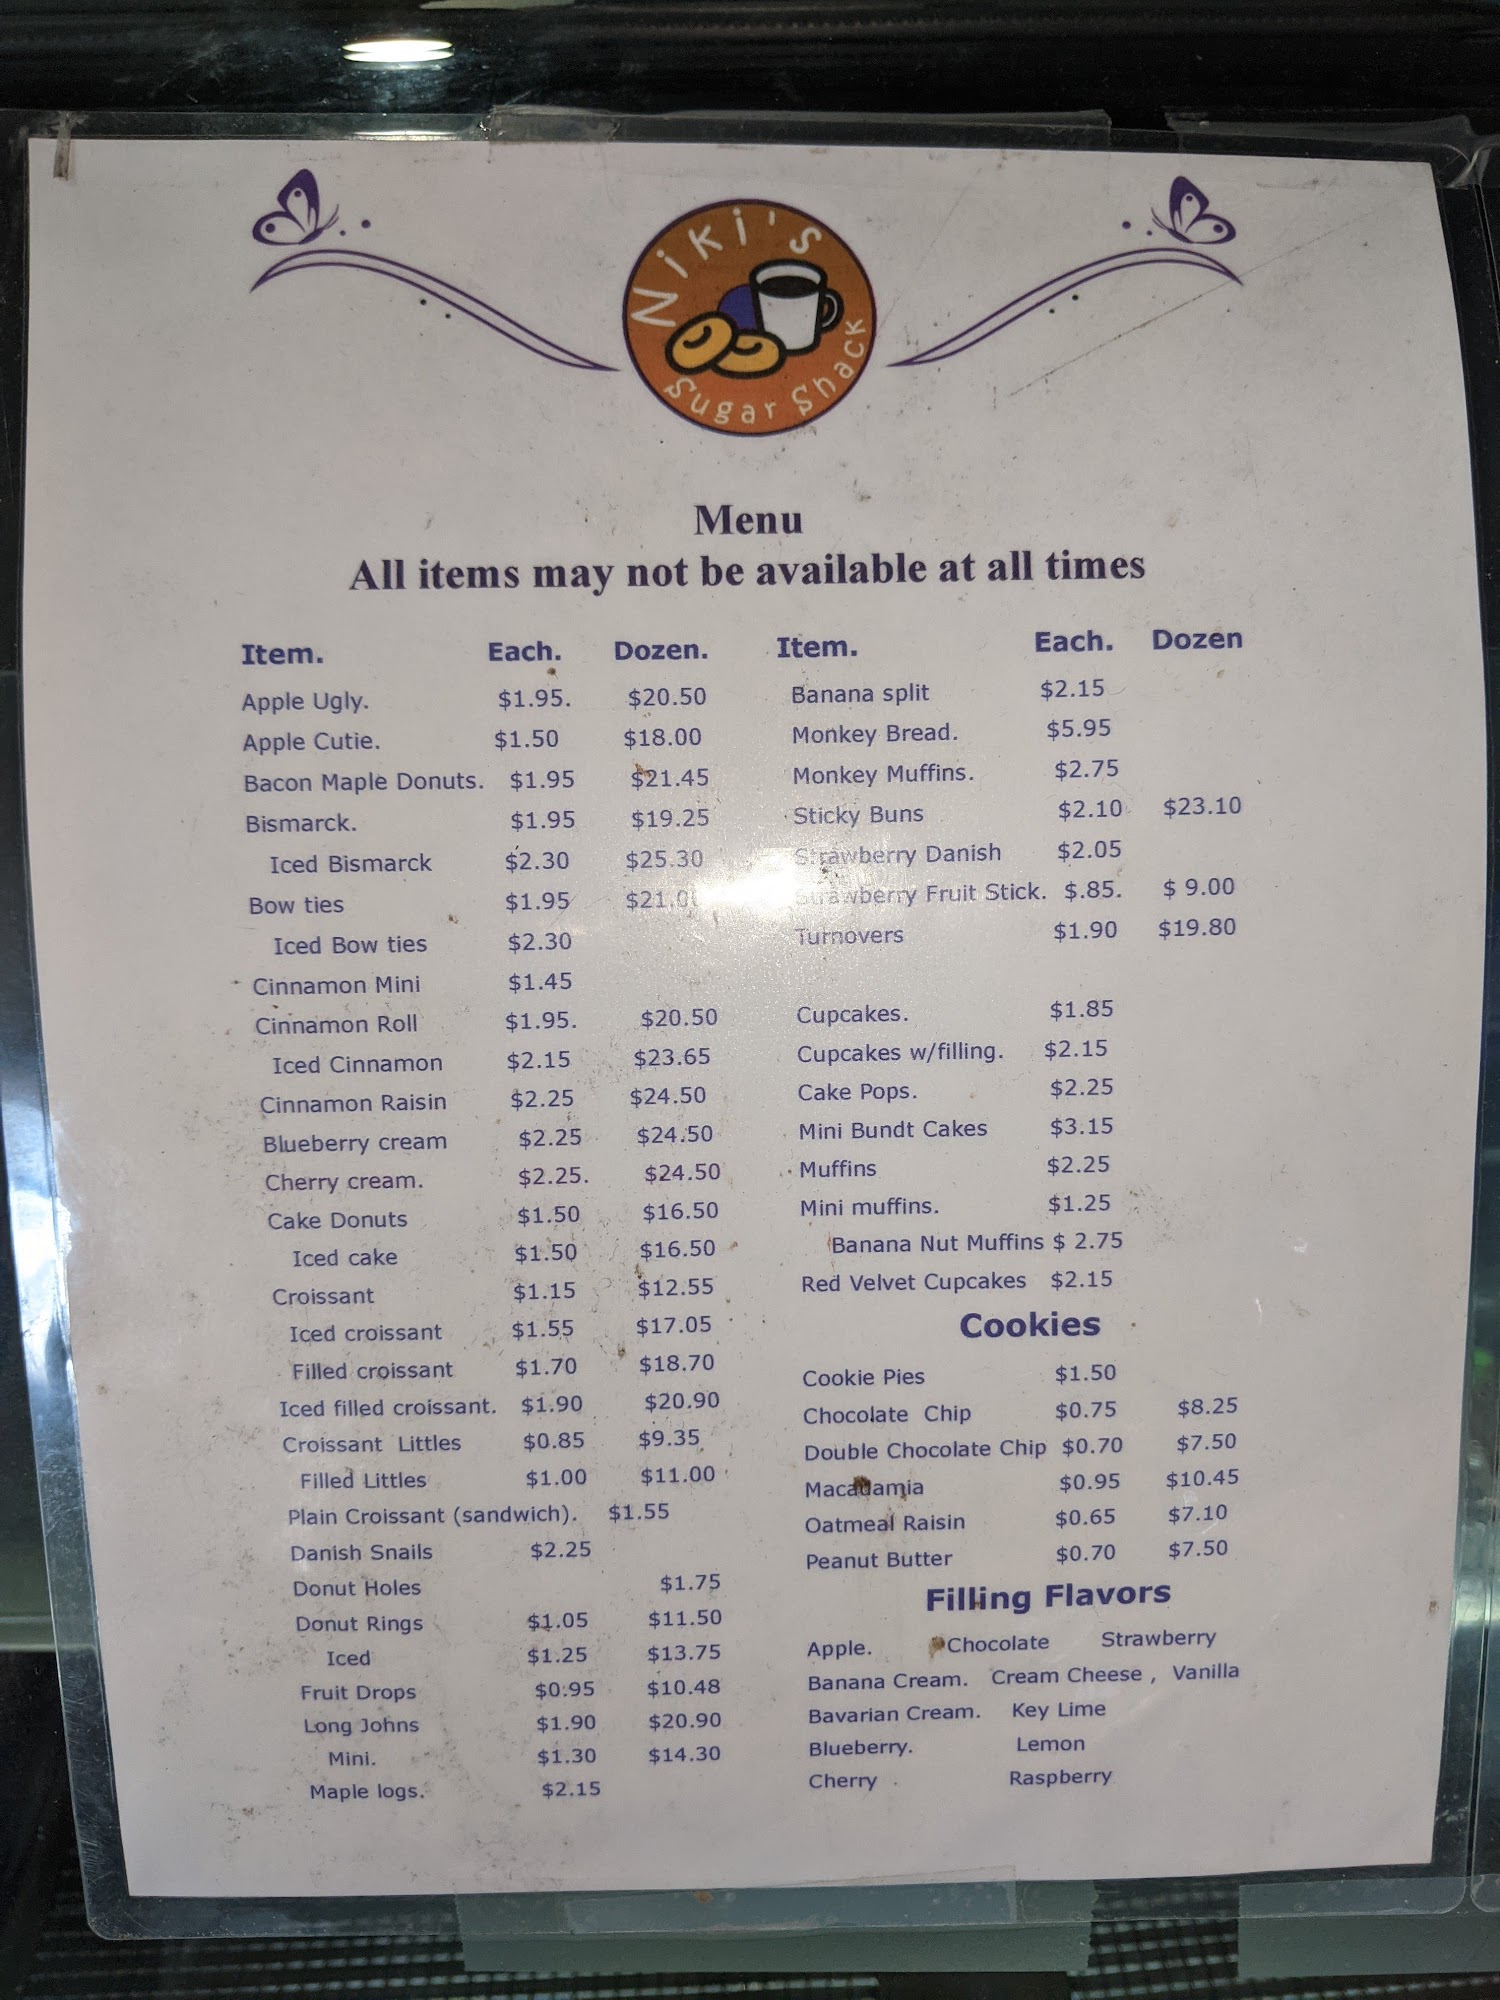 Niki's
Sugar Shack
Menu
All items may not be available at all times
Item. Each. Dozen.
Apple Ugly. $1.95. $20.50
Apple Cutie. $1.50 $18.00
Bacon Maple Donuts. $1.95 $21.45
Bismarck. $1.95 $19.25
Iced Bismarck $2.30 $25.30
Bow ties $1.95 $21.00
Iced Bow ties $2.30
Cinnamon Mini $1.45
Cinnamon Roll $1.95. $20.50
Iced Cinnamon $2.15 $23.65
Cinnamon Raisin $2.25 $24.50
Blueberry cream $2.25 $24.50
Cherry cream. $2.25. $24.50
Cake Donuts $1.50 $16.50
Iced cake $1.50 $16.50
Croissant $1.15 $12.55
Iced croissant $1.55 $17.05
Filled croissant $1.70 $18.70
Iced filled croissant. $1.90 $20.90
Croissant Littles $0.85 $9.35
Filled Littles $1.00 $11.00
Plain Croissant (sandwich). $1.55
Danish Snails $2.25
Donut Holes $1.75
Donut Rings $1.05 $11.50
Iced $1.25 $13.75
Fruit Drops $0.95 $10.48
Long Johns $1.90 $20.90
Mini. $1.30 $14.30
Maple logs. $2.15
Item. Each. Dozen
Banana split $2.15
Monkey Bread. $5.95
Monkey Muffins. $2.75
Sticky Buns $2.10 $23.10
Strawberry Danish $2.05
Strawberry Fruit Stick. $.85. $ 9.00
Turnovers $1.90 $19.80
Cupcakes. $1.85
Cupcakes w/filling. $2.15
Cake Pops. $2.25
Mini Bundt Cakes $3.15
Muffins $2.25
Mini muffins. $1.25
Banana Nut Muffins $ 2.75
Red Velvet Cupcakes $2.15
Cookies
Cookie Pies $1.50
Chocolate Chip $0.75 $8.25
Double Chocolate Chip $0.70 $7.50
Macadamia $0.95 $10.45
Oatmeal Raisin $0.65 $7.10
Peanut Butter $0.70 $7.50
Filling Flavors
Apple. Chocolate Strawberry
Banana Cream. Cream Cheese , Vanilla
Bavarian Cream. Key Lime
Blueberry. Lemon
Cherry Raspberry